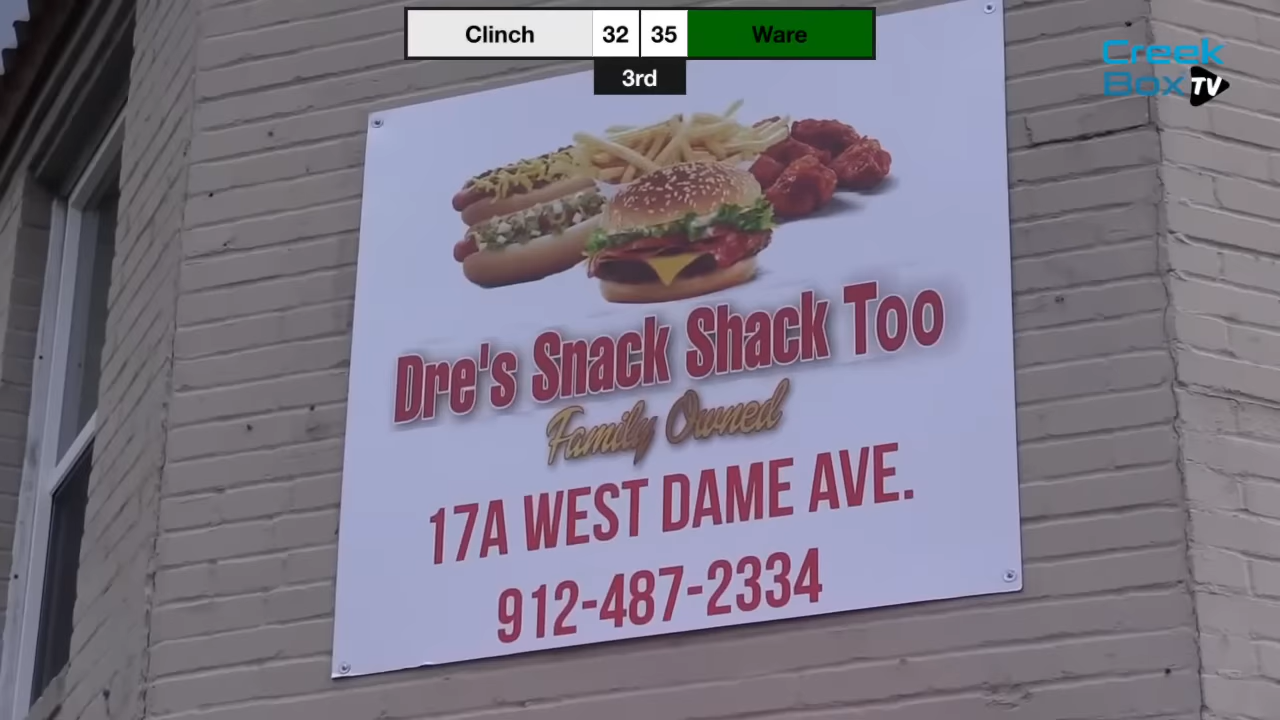 Clinch 32 35 Ware
3rd
Creek
Box TV
Dre's Snack Shack Too
Family Owned
17A WEST DAME AVE.
912-487-2334